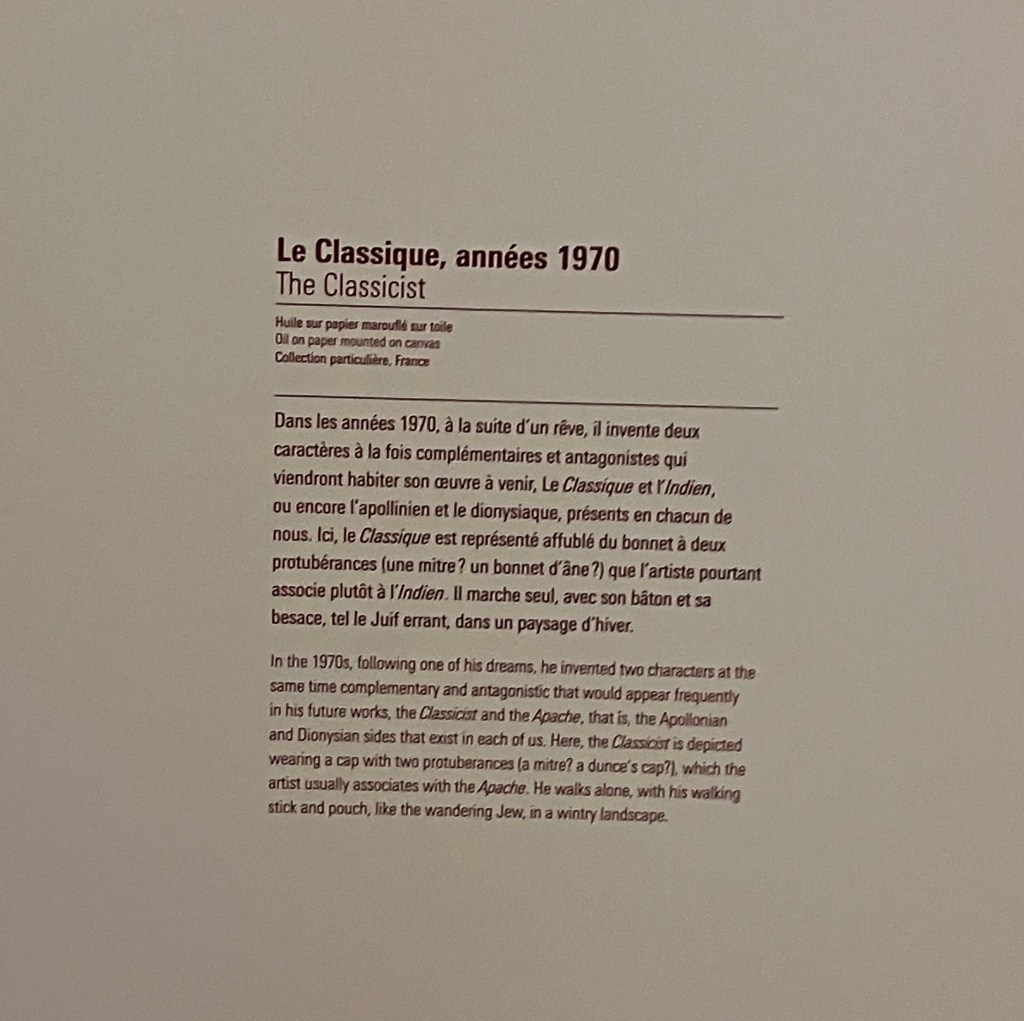 Le Classique, années 1970
The Classicist
Huile sur papier marouflé sur toile
Oil on paper mounted on canvas
Collection particulière, France
Dans les années 1970, à la suite d'un rêve, il invente deux
caractères à la fois complémentaires et antagonistes qui
viendront habiter son œuvre à venir, Le Classique et l'Indien,
ou encore l'apollinien et le dionysiaque, présents en chacun de
nous. Ici, le Classique est représenté affublé du bonnet à deux
protubérances (une mitre? un bonnet d'âne?) que l'artiste pourtant
associe plutôt à l'Indien. Il marche seul, avec son bâton et sa
besace, tel le Juif errant, dans un paysage d'hiver.
In the 1970s, following one of his dreams, he invented two characters at the
same time complementary and antagonistic that would appear frequently
in his future works, the Classicist and the Apache, that is, the Apollonian
and Dionysian sides that exist in each of us. Here, the Classicist is depicted
wearing a cap with two protuberances (a mitre? a dunce's cap?), which the
artist usually associates with the Apache. He walks alone, with his walking
stick and pouch, like the wandering Jew, in a wintry landscape.